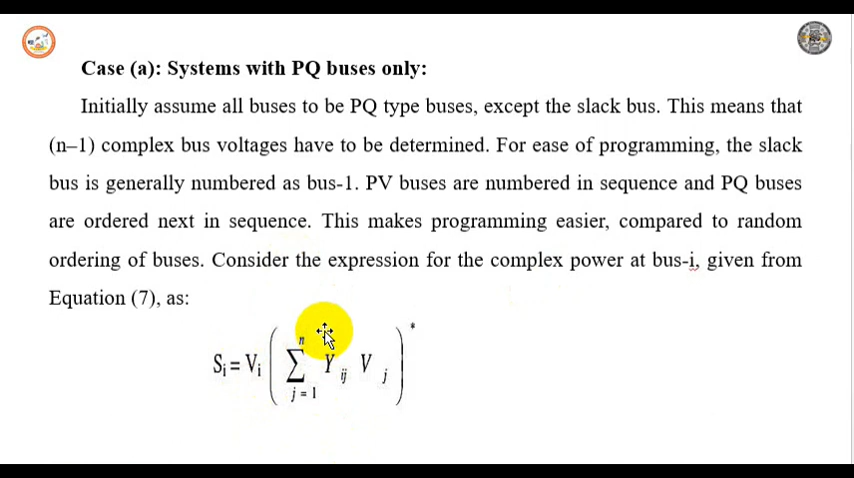 Case (a): Systems with PQ buses only:
Initially assume all buses to be PQ type buses, except the slack bus. This means that
(n–1) complex bus voltages have to be determined. For ease of programming, the slack
bus is generally numbered as bus-1. PV buses are numbered in sequence and PQ buses
are ordered next in sequence. This makes programming easier, compared to random
ordering of buses. Consider the expression for the complex power at bus-i, given from
Equation (7), as:
Sᵢ = Vᵢ ( ∑ⁿ_{j = 1} Y_{ij} V_{j} )*